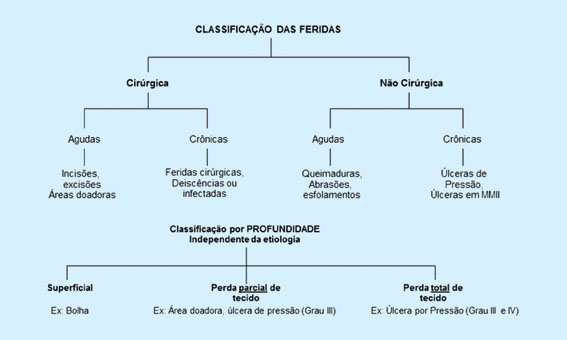 CLASSIFICAÇÃO DAS FERIDAS
Cirúrgica
Não Cirúrgica
Agudas
Crônicas
Agudas
Crônicas
Incisões,
excisões
Áreas doadoras
Feridas cirúrgicas,
Deiscências ou
infectadas
Queimaduras,
Abrasões,
esfolamentos
Úlceras de
Pressão,
Úlceras em MMII
Classificação por PROFUNDIDADE
Independente da etiologia
Superficial
Perda parcial de
tecido
Perda total de
tecido
Ex: Bolha
Ex: Área doadora, úlcera de pressão (Grau III)
Ex: Úlcera por Pressão (Grau III e IV)